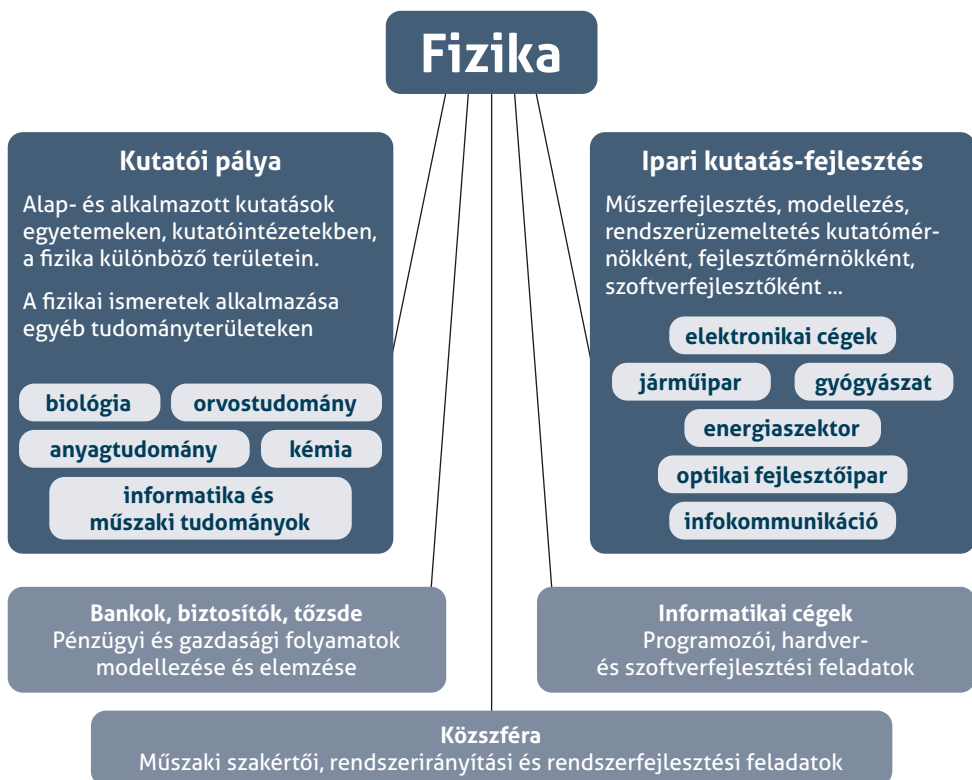 Fizika
Kutatói pálya
Alap- és alkalmazott kutatások
egyetemeken, kutatóintézetekben,
a fizika különböző területein.
A fizikai ismeretek alkalmazása
egyéb tudományterületeken
biológia
orvostudomány
anyagtudomány
kémia
informatika és
műszaki tudományok
Ipari kutatás-fejlesztés
Műszerfejlesztés, modellezés,
rendszerüzemeltetés kutatómér-
nökként, fejlesztőmérnökként,
szoftverfejlesztőként ...
elektronikai cégek
járműipar
gyógyászat
energiaszektor
optikai fejlesztőipar
infokommunikáció
Bankok, biztosítók, tőzsde
Pénzügyi és gazdasági folyamatok
modellezése és elemzése
Informatikai cégek
Programozói, hardver-
és szoftverfejlesztési feladatok
Közszféra
Műszaki szakértői, rendszerirányítási és rendszerfejlesztési feladatok